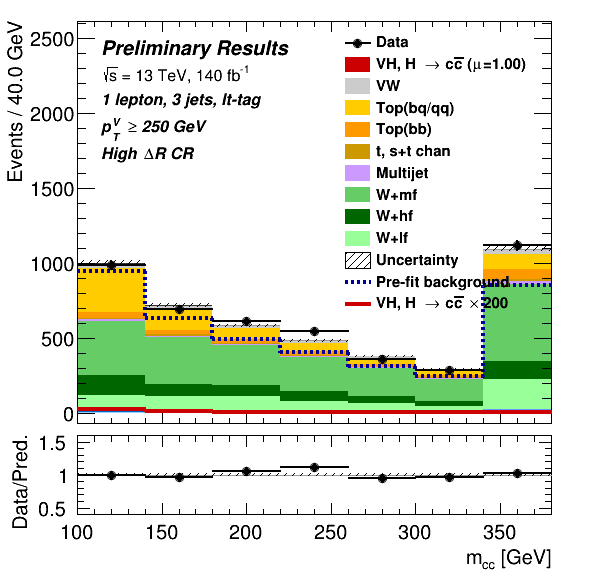 Events / 40.0 GeV
2500
2000
1500
1000
500
0
Preliminary Results
√s = 13 TeV, 140 fb⁻¹
1 lepton, 3 jets, lt-tag
p_T^V ≥ 250 GeV
High ΔR CR
Data
VH, H → cc̅ (μ=1.00)
VW
Top(bq/qq)
Top(bb)
t, s+t chan
Multijet
W+mf
W+hf
W+lf
Uncertainty
Pre-fit background
VH, H → cc̅ ×200
Data/Pred.
1.5
1
0.5
100 150 200 250 300 350
m_cc [GeV]